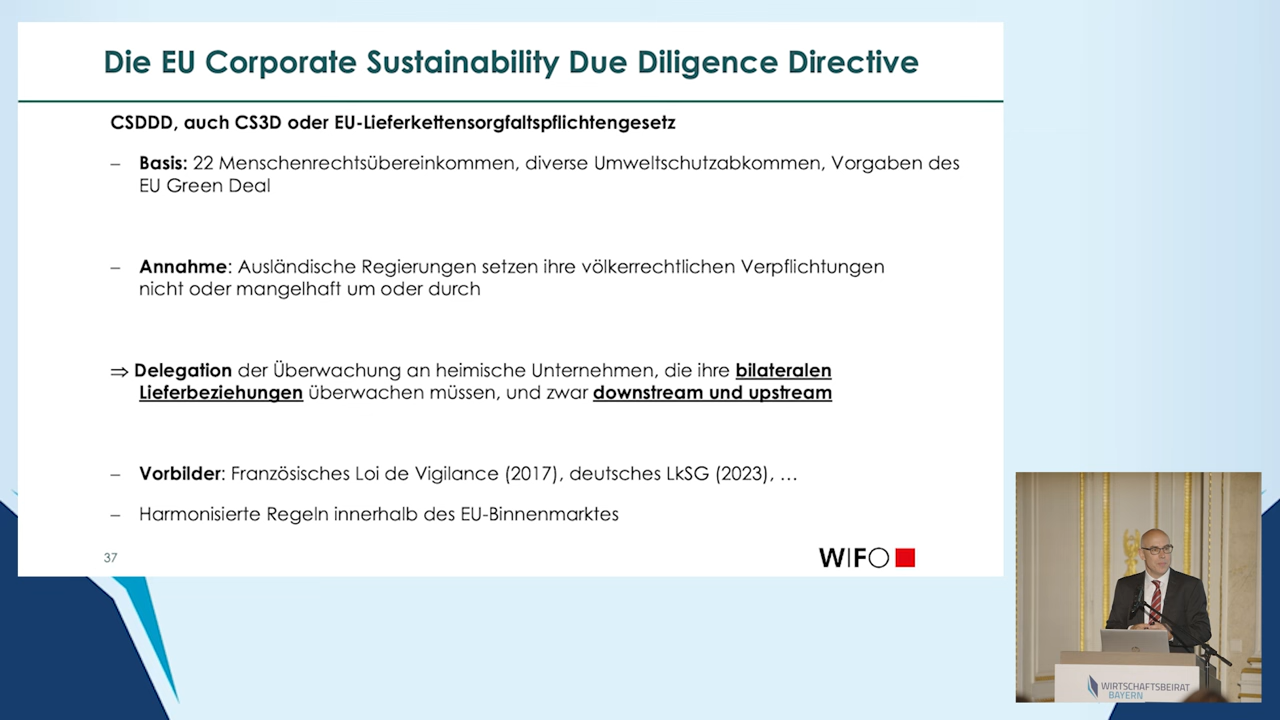 Die EU Corporate Sustainability Due Diligence Directive
CSDDD, auch CS3D oder EU-Lieferkettensorgfaltspflichtengesetz
– Basis: 22 Menschenrechtsübereinkommen, diverse Umweltschutzabkommen, Vorgaben des
EU Green Deal
– Annahme: Ausländische Regierungen setzen ihre völkerrechtlichen Verpflichtungen
nicht oder mangelhaft um oder durch
⇒ Delegation der Überwachung an heimische Unternehmen, die ihre bilateralen
Lieferbeziehungen überwachen müssen, und zwar downstream und upstream
– Vorbilder: Französisches Loi de Vigilance (2017), deutsches LkSG (2023), …
– Harmonisierte Regeln innerhalb des EU-Binnenmarktes
37
WIFO
WIRTSCHAFTSBEIRAT
BAYERN